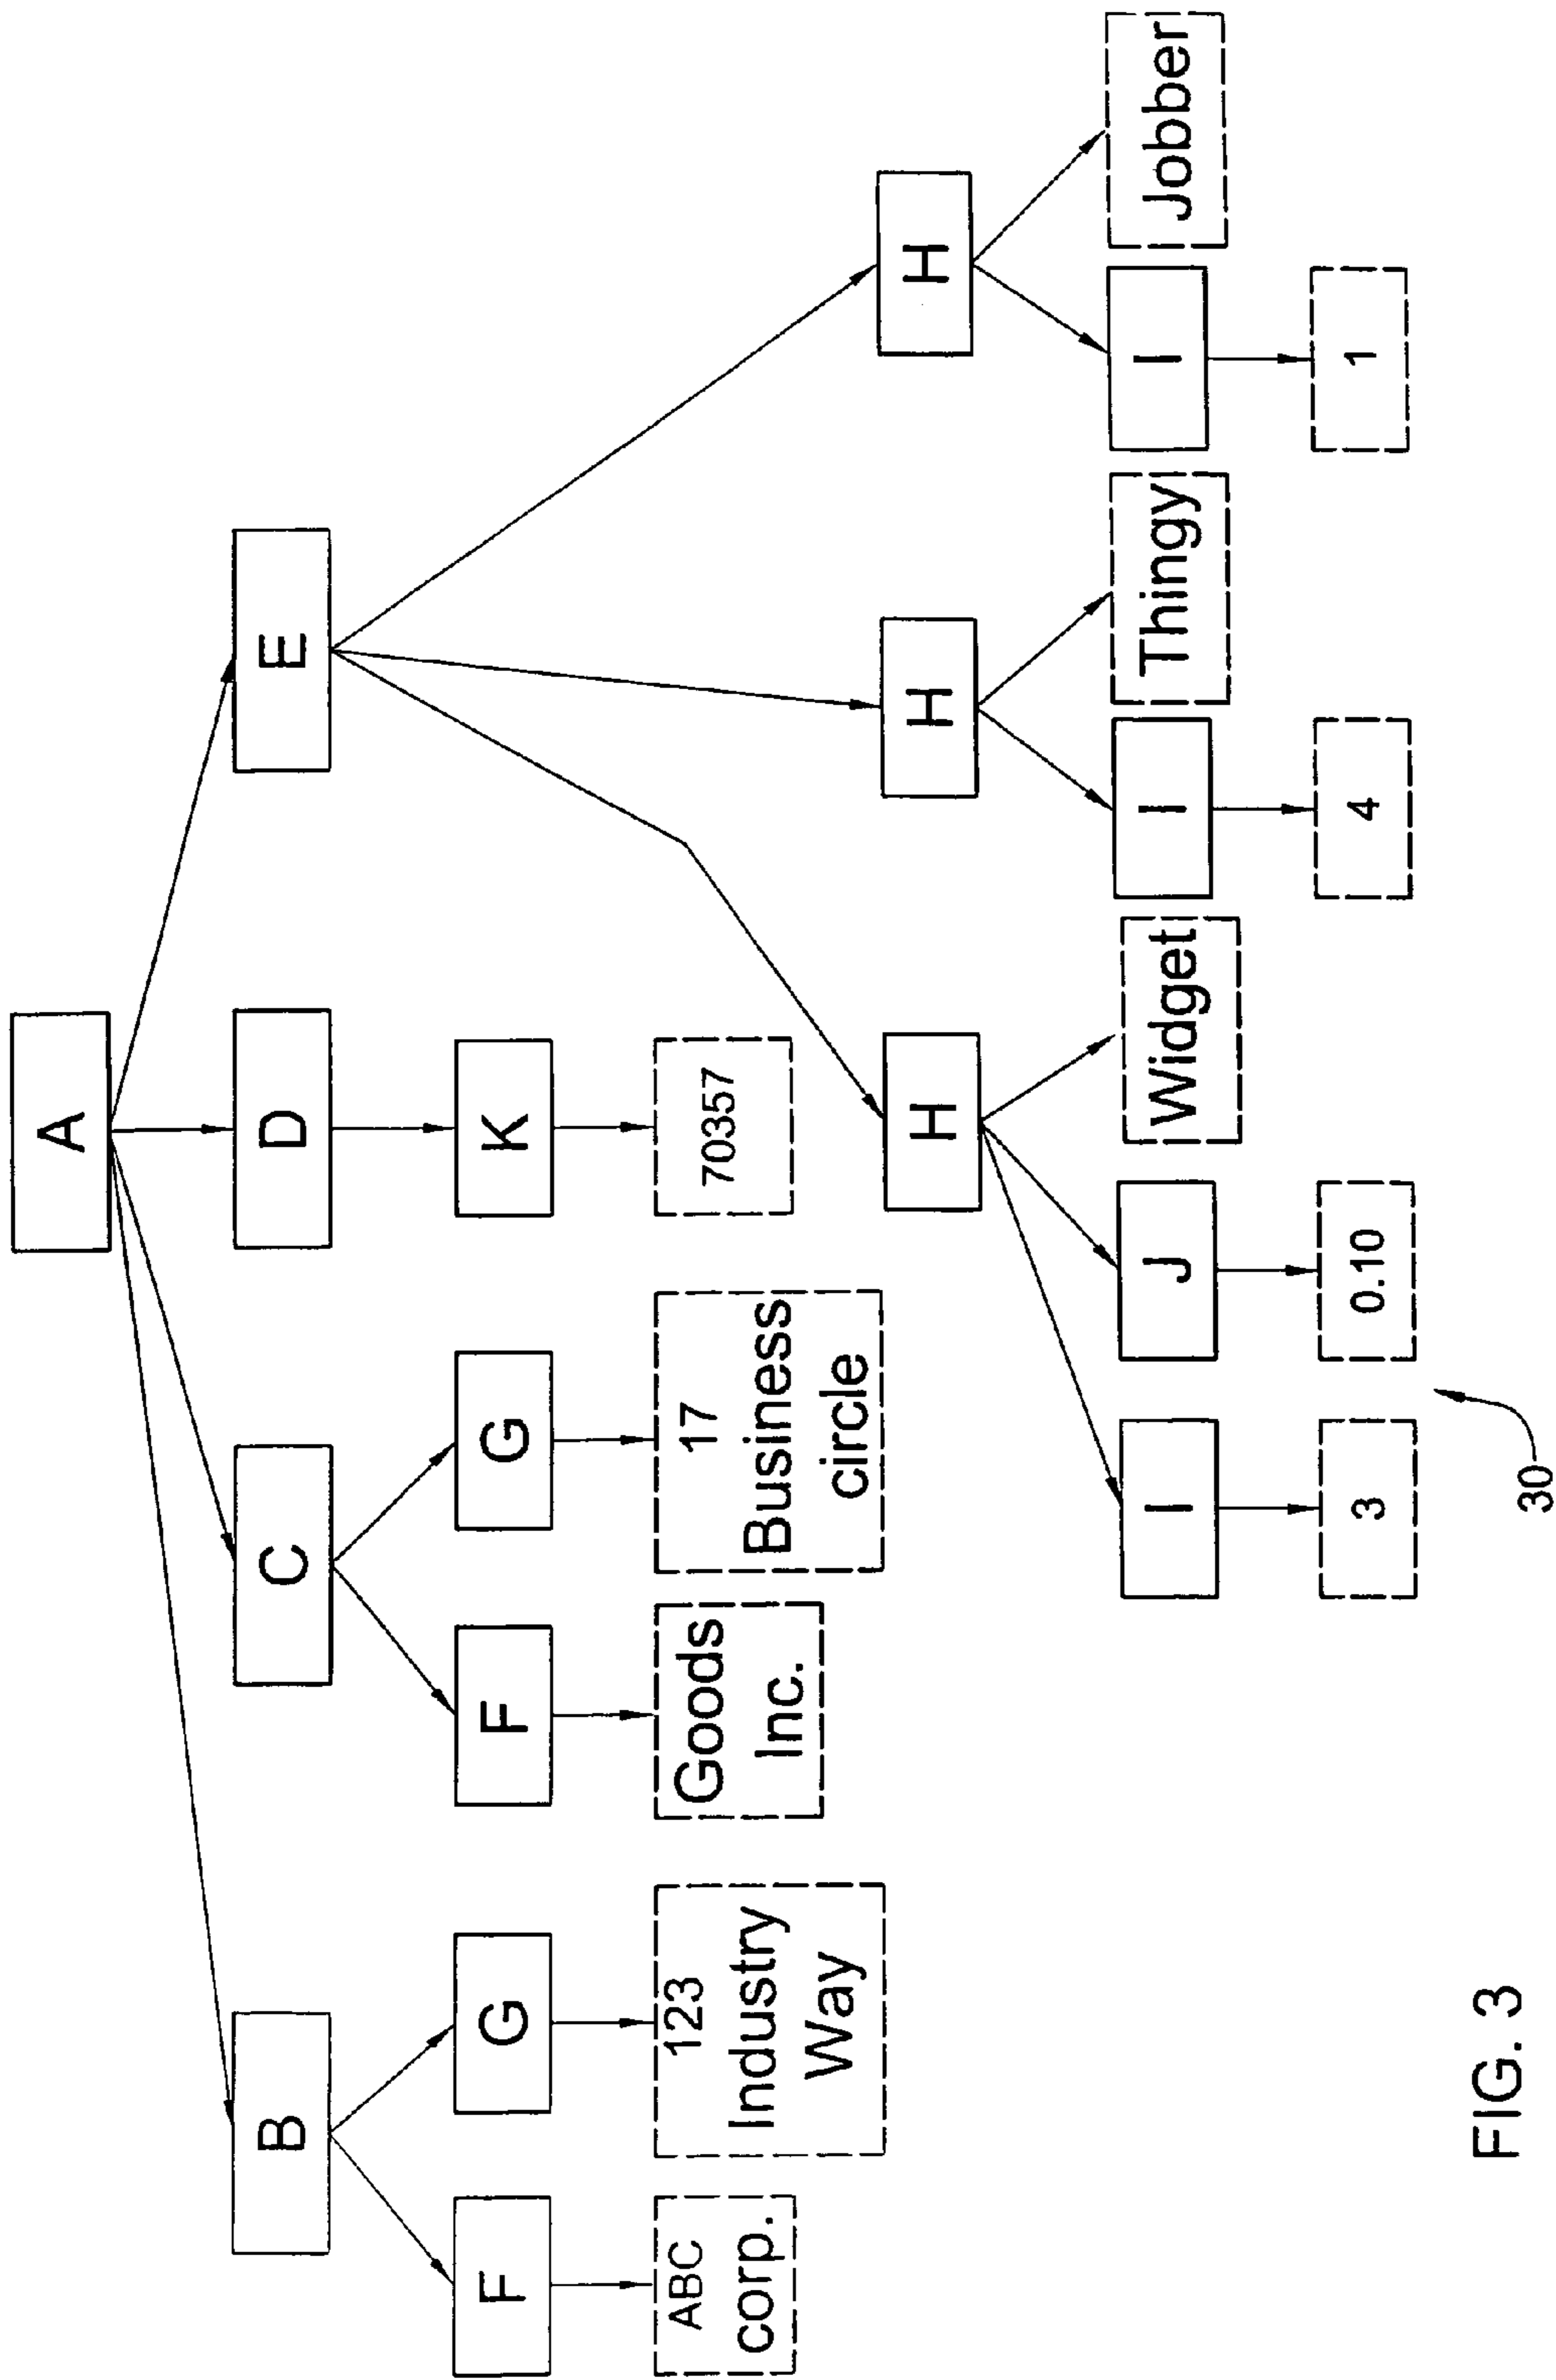 A
B
C
D
E
F
G
F
G
K
ABC
corp.
123
Industry
Way
Goods
Inc.
17
Business
circle
70357
H
H
H
I
J
Widget
I
Thingy
I
Jobber
3
0.10
4
1
30
FIG. 3